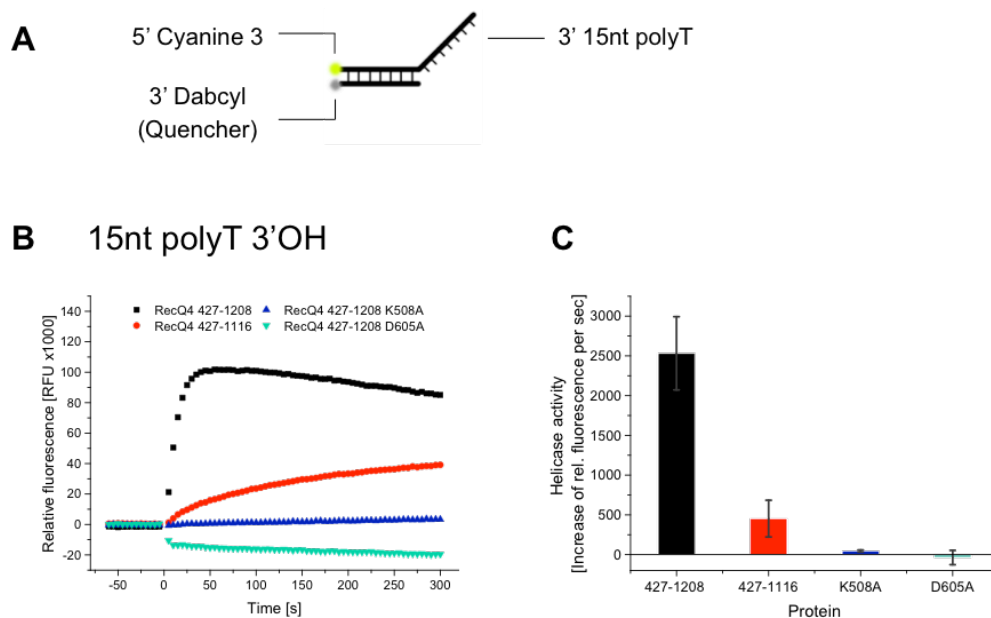 A
5' Cyanine 3
3' 15nt polyT
3' Dabcyl
(Quencher)
B 15nt polyT 3'OH
RecQ4 427-1208
RecQ4 427-1208 K508A
RecQ4 427-1116
RecQ4 427-1208 D605A
Relative fluorescence [RFU x1000]
140
120
100
80
60
40
20
0
-20
-50
0
50
100
150
200
250
300
Time [s]
C
Helicase activity
[Increase of rel. fluorescence per sec]
3000
2500
2000
1500
1000
500
0
427-1208
427-1116
K508A
D605A
Protein